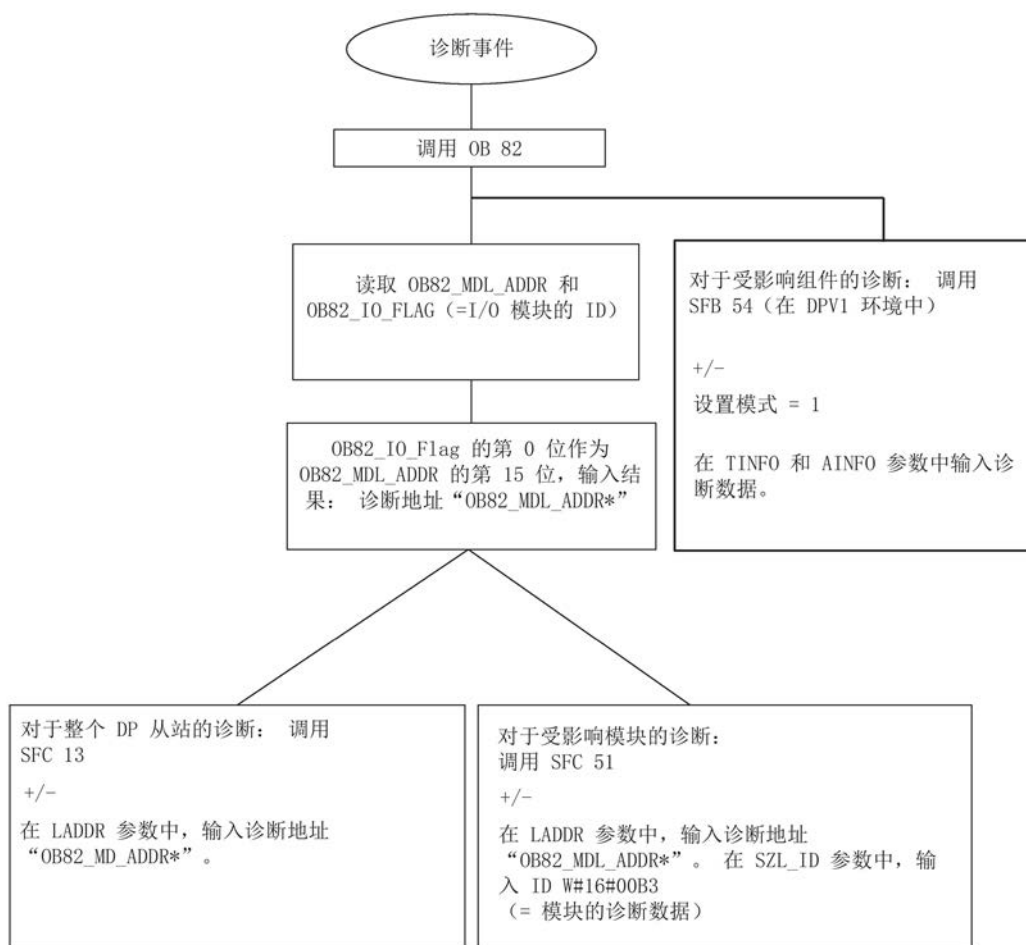 诊断事件
调用 OB 82
读取 OB82_MDL_ADDR 和
OB82_IO_FLAG（=I/O 模块的 ID）
对于受影响组件的诊断： 调用
SFB 54（在 DPV1 环境中）
+/-
设置模式 = 1
在 TINFO 和 AINFO 参数中输入诊
断数据。
OB82_IO_Flag 的第 0 位作为
OB82_MDL_ADDR 的第 15 位，输入结
果： 诊断地址“OB82_MDL_ADDR*”
对于整个 DP 从站的诊断： 调用
SFC 13
+/-
在 LADDR 参数中，输入诊断地址
“OB82_MD_ADDR*”。
对于受影响模块的诊断：
调用 SFC 51
+/-
在 LADDR 参数中，输入诊断地址
“OB82_MDL_ADDR*”。 在 SZL_ID 参数中，输
入 ID W#16#00B3
（= 模块的诊断数据）